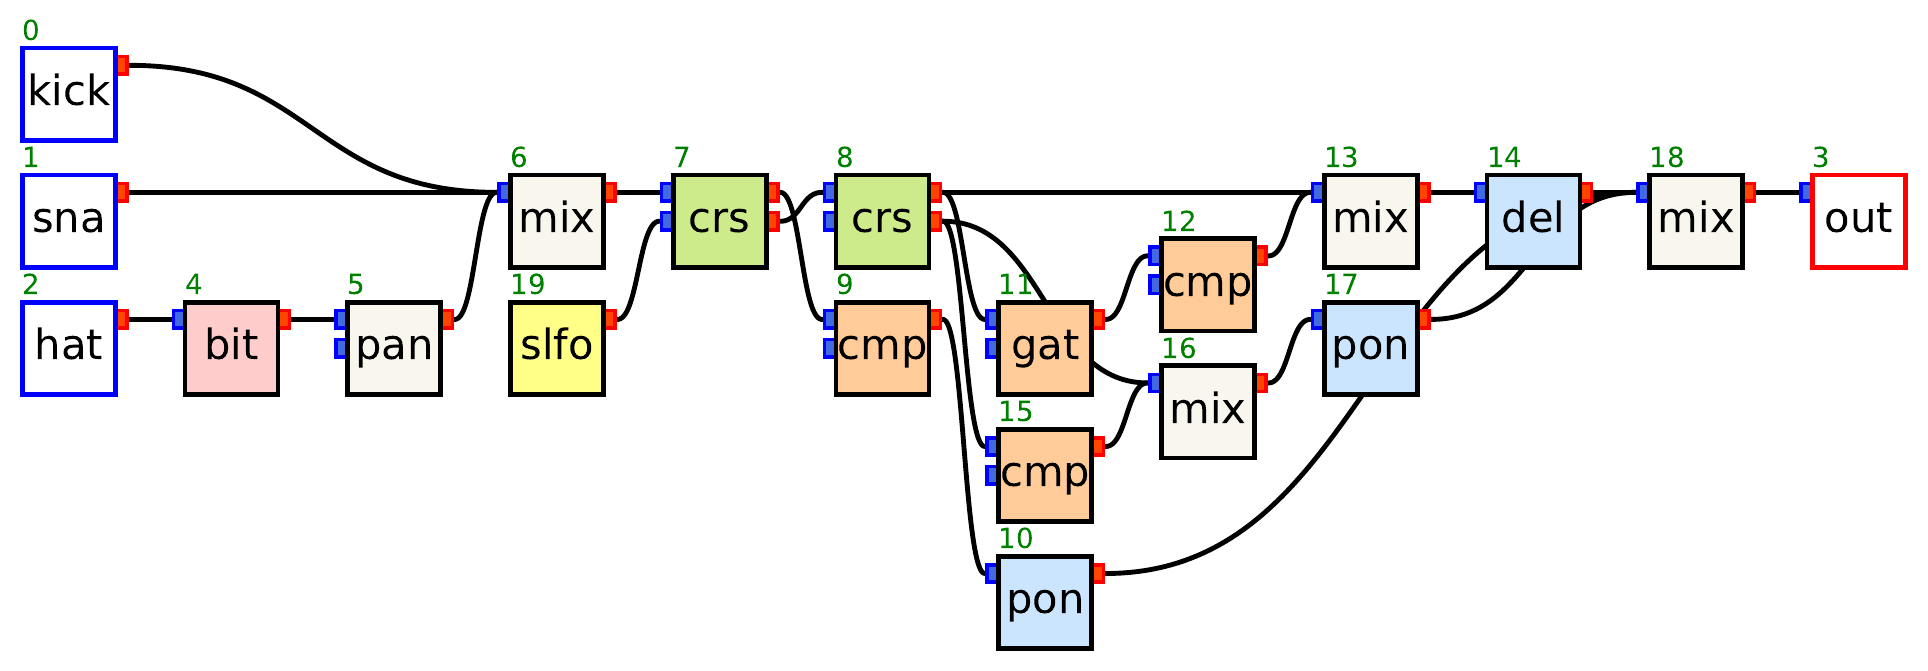 0
kick
1
sna
2
hat
4
bit
5
pan
6
mix
19
slfo
7
crs
8
crs
9
cmp
11
gat
15
cmp
10
pon
12
cmp
16
mix
13
mix
17
pon
14
del
18
mix
3
out